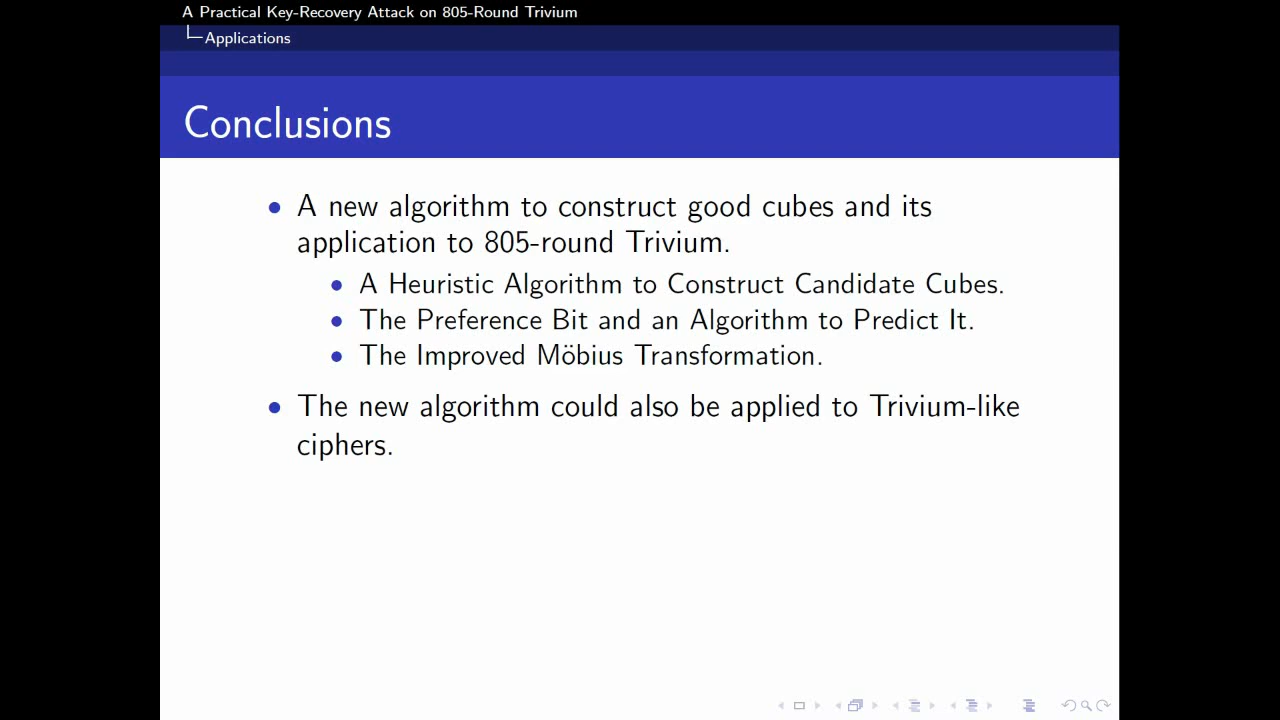 A Practical Key-Recovery Attack on 805-Round Trivium
Applications
Conclusions
A new algorithm to construct good cubes and its
application to 805-round Trivium.
A Heuristic Algorithm to Construct Candidate Cubes.
The Preference Bit and an Algorithm to Predict It.
The Improved Möbius Transformation.
The new algorithm could also be applied to Trivium-like
ciphers.